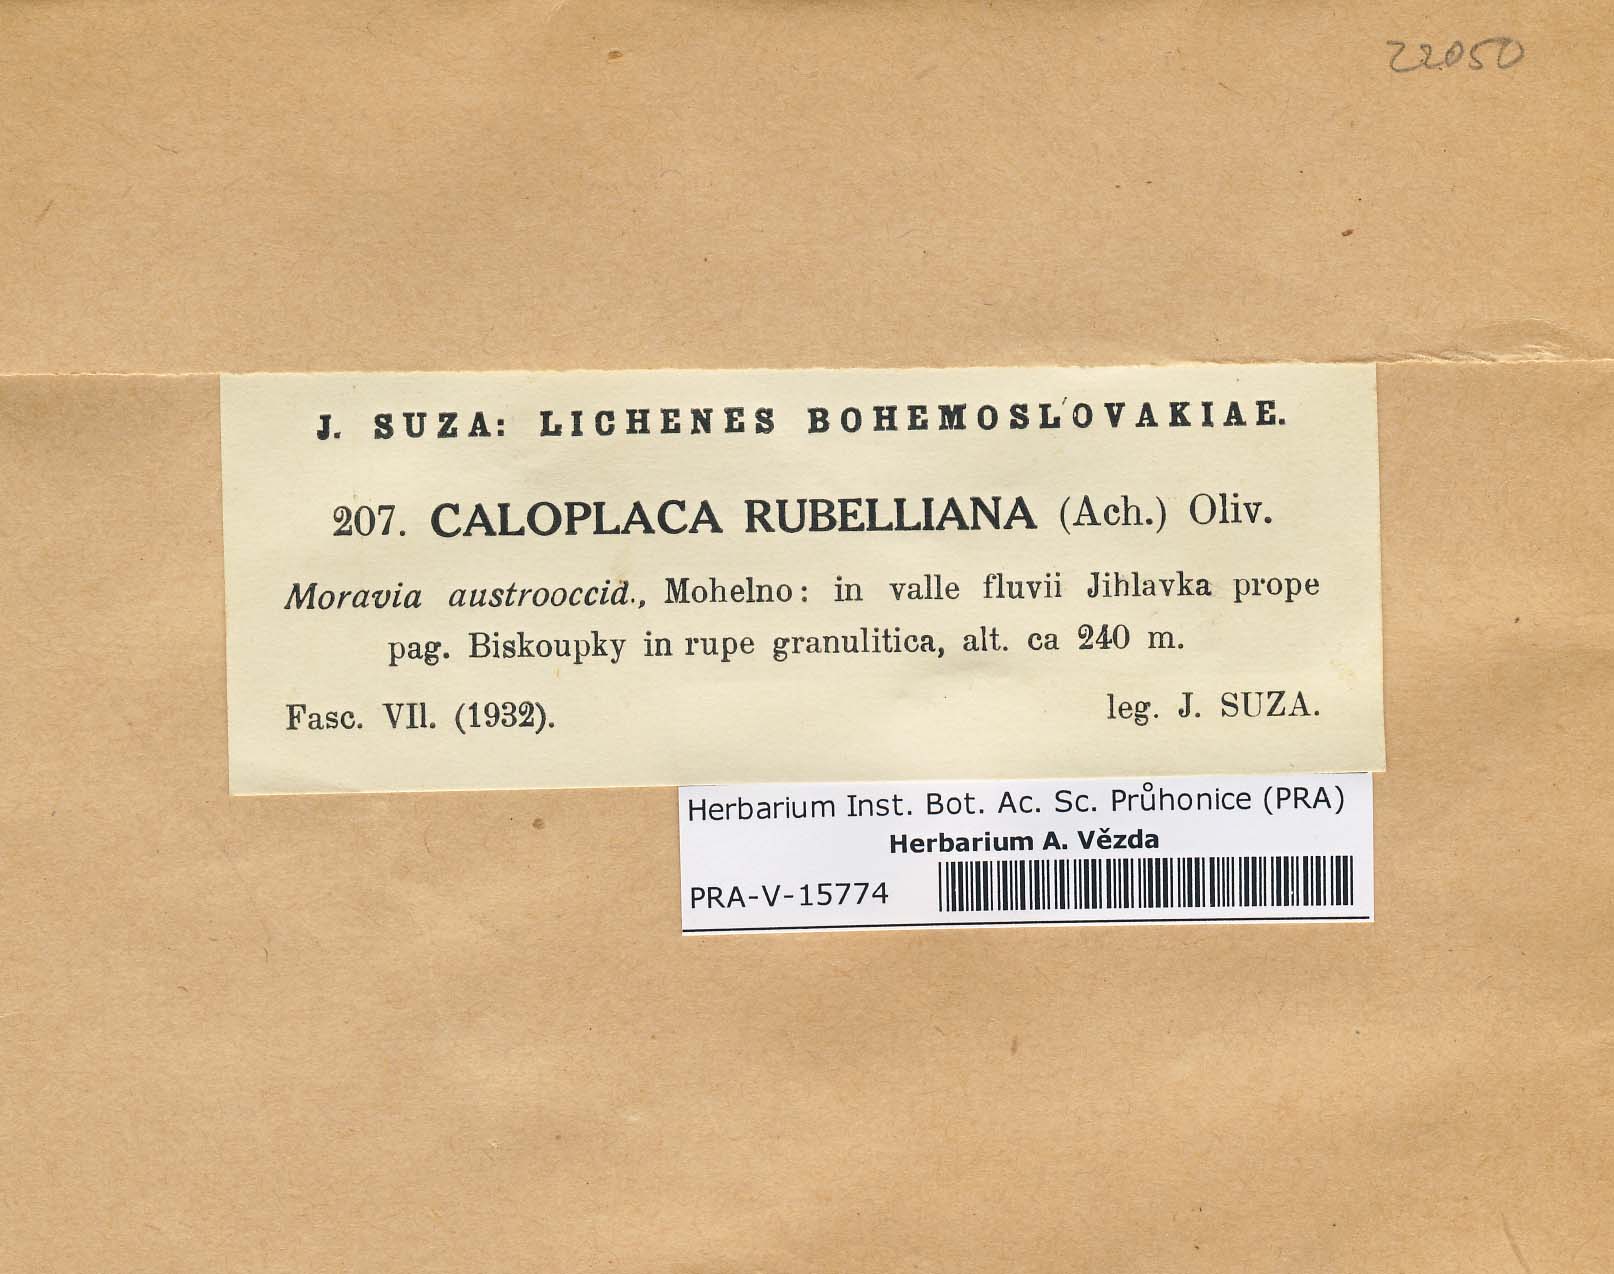 22050
J. SUZA: LICHENES BOHEMOSLOVAKIAE.
207. CALOPLACA RUBELLIANA (Ach.) Oliv.
Moravia austrooccid., Mohelno: in valle fluvii Jihlavka prope
pag. Biskoupky in rupe granulitica, alt. ca 240 m.
Fasc. VII. (1932). leg. J. SUZA.
Herbarium Inst. Bot. Ac. Sc. Průhonice (PRA)
Herbarium A. Vězda
PRA-V-15774